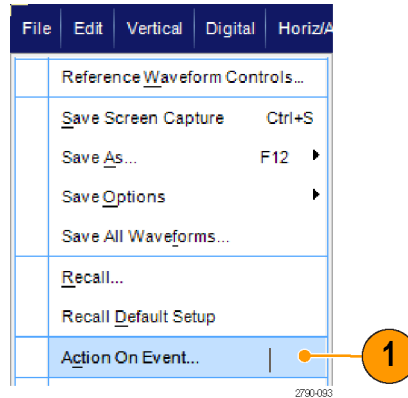 File Edit Vertical Digital Horiz/A
Reference Waveform Controls...
Save Screen Capture Ctrl+S
Save As... F12
Save Options
Save All Waveforms...
Recall...
Recall Default Setup
Action On Event...
1
2790-093